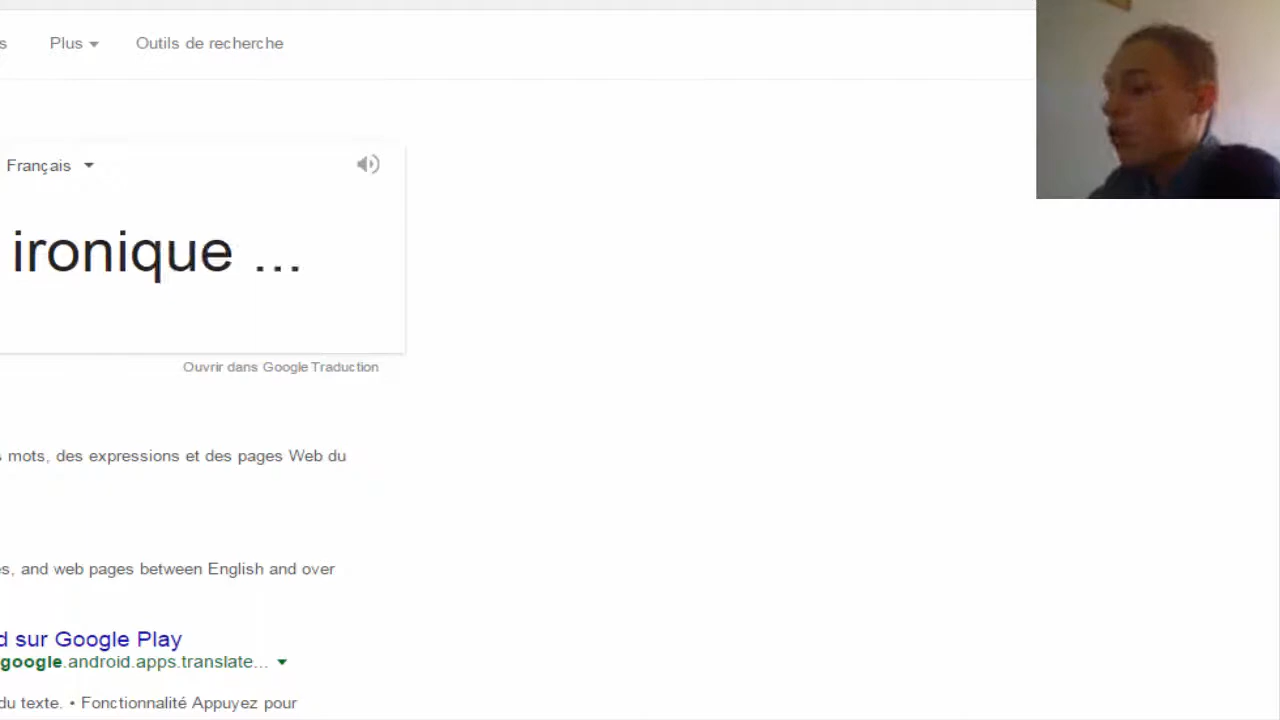 Plus
Outils de recherche
Français
ironique ...
Ouvrir dans Google Traduction
mots, des expressions et des pages Web du
and web pages between English and over
sur Google Play
google.android.apps.translate...
du texte. • Fonctionnalité Appuyez pour